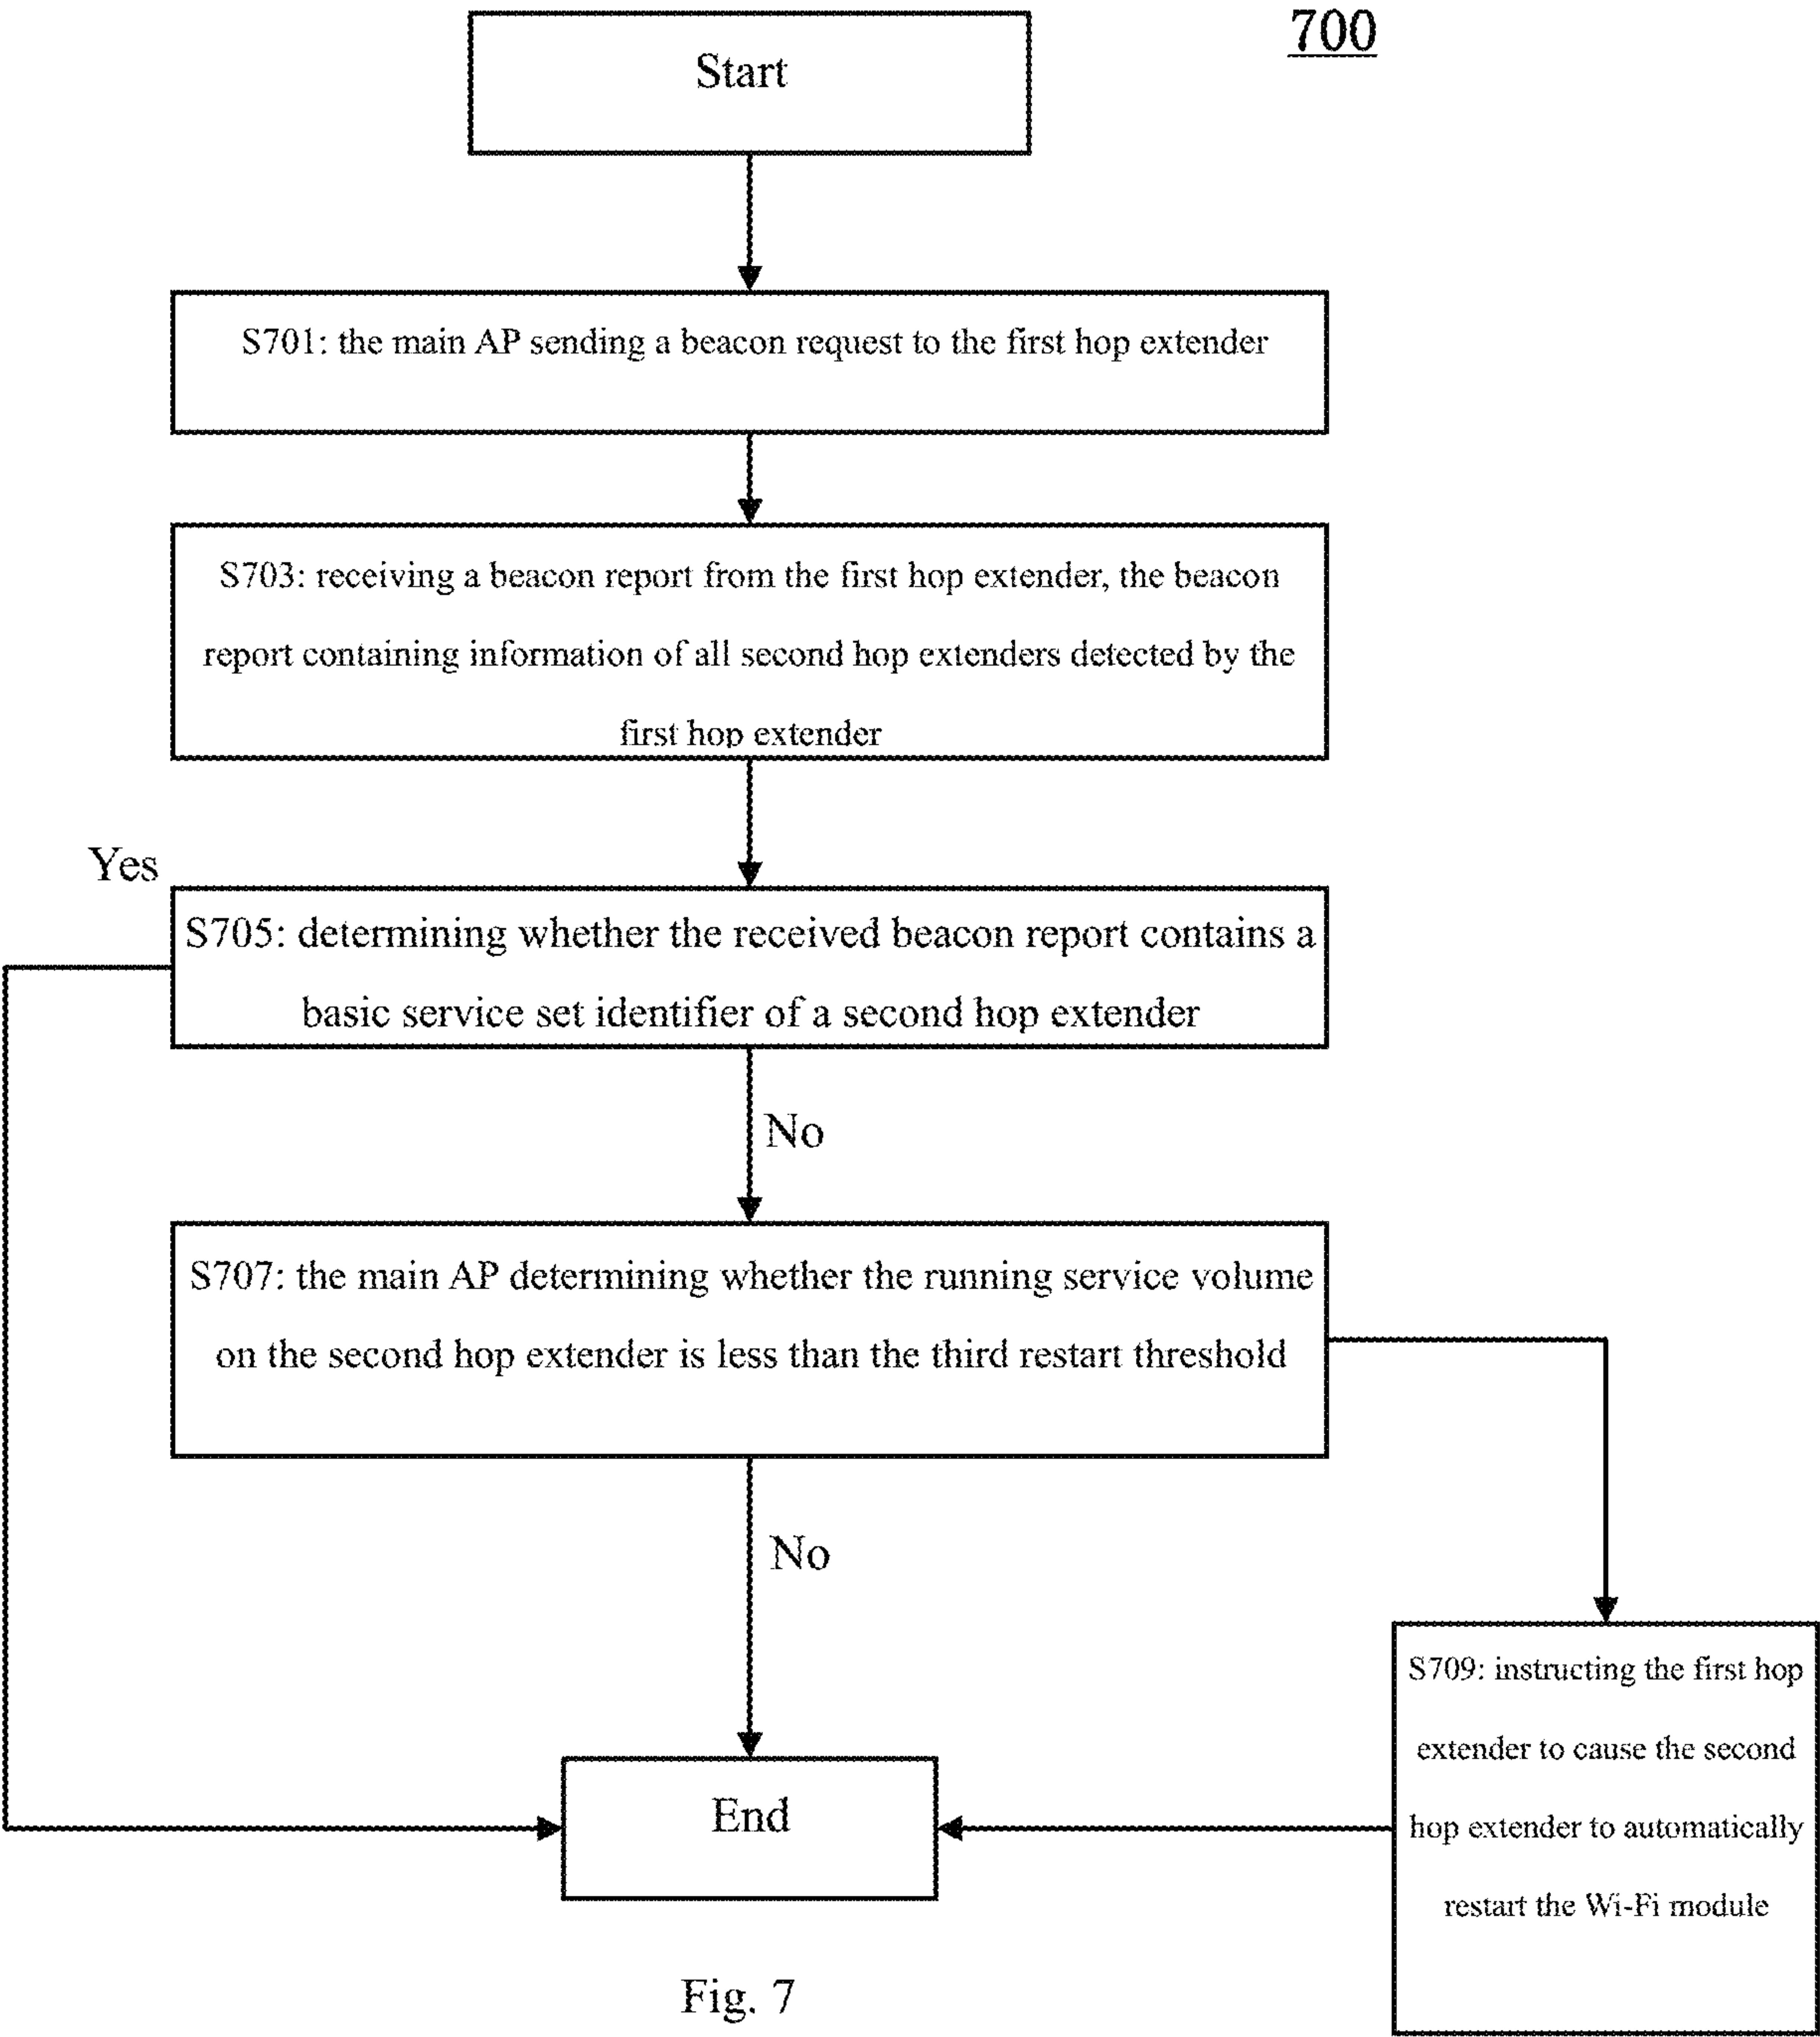 700
Start
S701: the main AP sending a beacon request to the first hop extender
S703: receiving a beacon report from the first hop extender, the beacon
report containing information of all second hop extenders detected by the
first hop extender
Yes
S705: determining whether the received beacon report contains a
basic service set identifier of a second hop extender
No
S707: the main AP determining whether the running service volume
on the second hop extender is less than the third restart threshold
No
S709: instructing the first hop
extender to cause the second
hop extender to automatically
restart the Wi-Fi module
End
Fig. 7